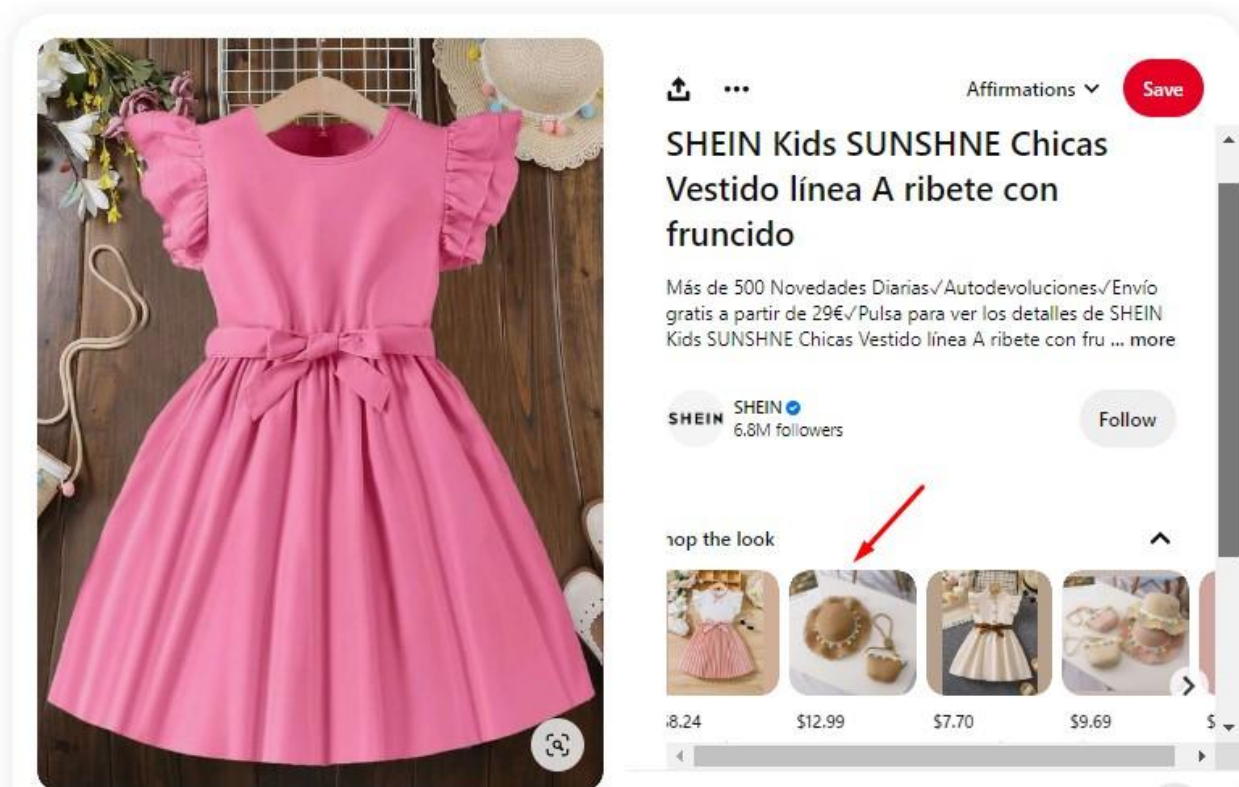 Affirmations
Save
SHEIN Kids SUNSHNE Chicas
Vestido línea A ribete con
fruncido
Más de 500 Novedades Diarias✓Autodevoluciones✓Envío
gratis a partir de 29€✓Pulsa para ver los detalles de SHEIN
Kids SUNSHNE Chicas Vestido línea A ribete con fru ... more
SHEIN
SHEIN
6.8M followers
Follow
hop the look
8.24 $12.99 $7.70 $9.69 $